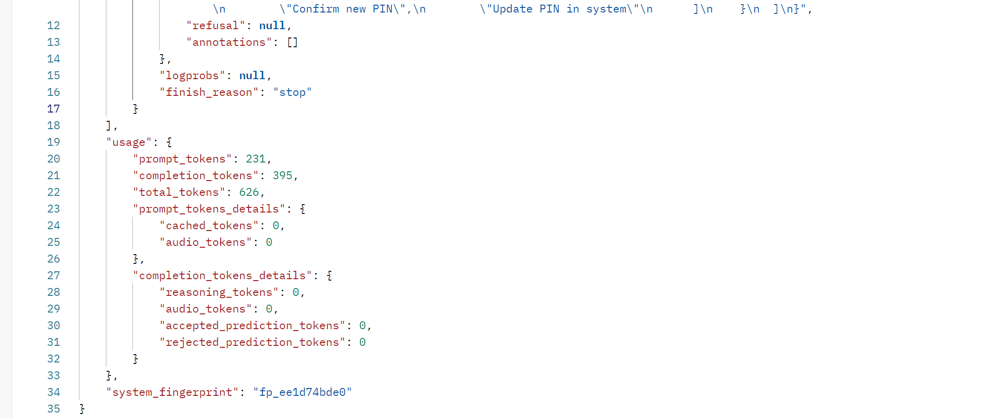 \n        \"Confirm new PIN\",\n        \"Update PIN in system\"\n      ]\n    }\n  ]\n}",
12 "refusal": null,
13 "annotations": []
14 },
15 "logprobs": null,
16 "finish_reason": "stop"
17 }
18 ],
19 "usage": {
20 "prompt_tokens": 231,
21 "completion_tokens": 395,
22 "total_tokens": 626,
23 "prompt_tokens_details": {
24 "cached_tokens": 0,
25 "audio_tokens": 0
26 },
27 "completion_tokens_details": {
28 "reasoning_tokens": 0,
29 "audio_tokens": 0,
30 "accepted_prediction_tokens": 0,
31 "rejected_prediction_tokens": 0
32 }
33 },
34 "system_fingerprint": "fp_ee1d74bde0"
35 }